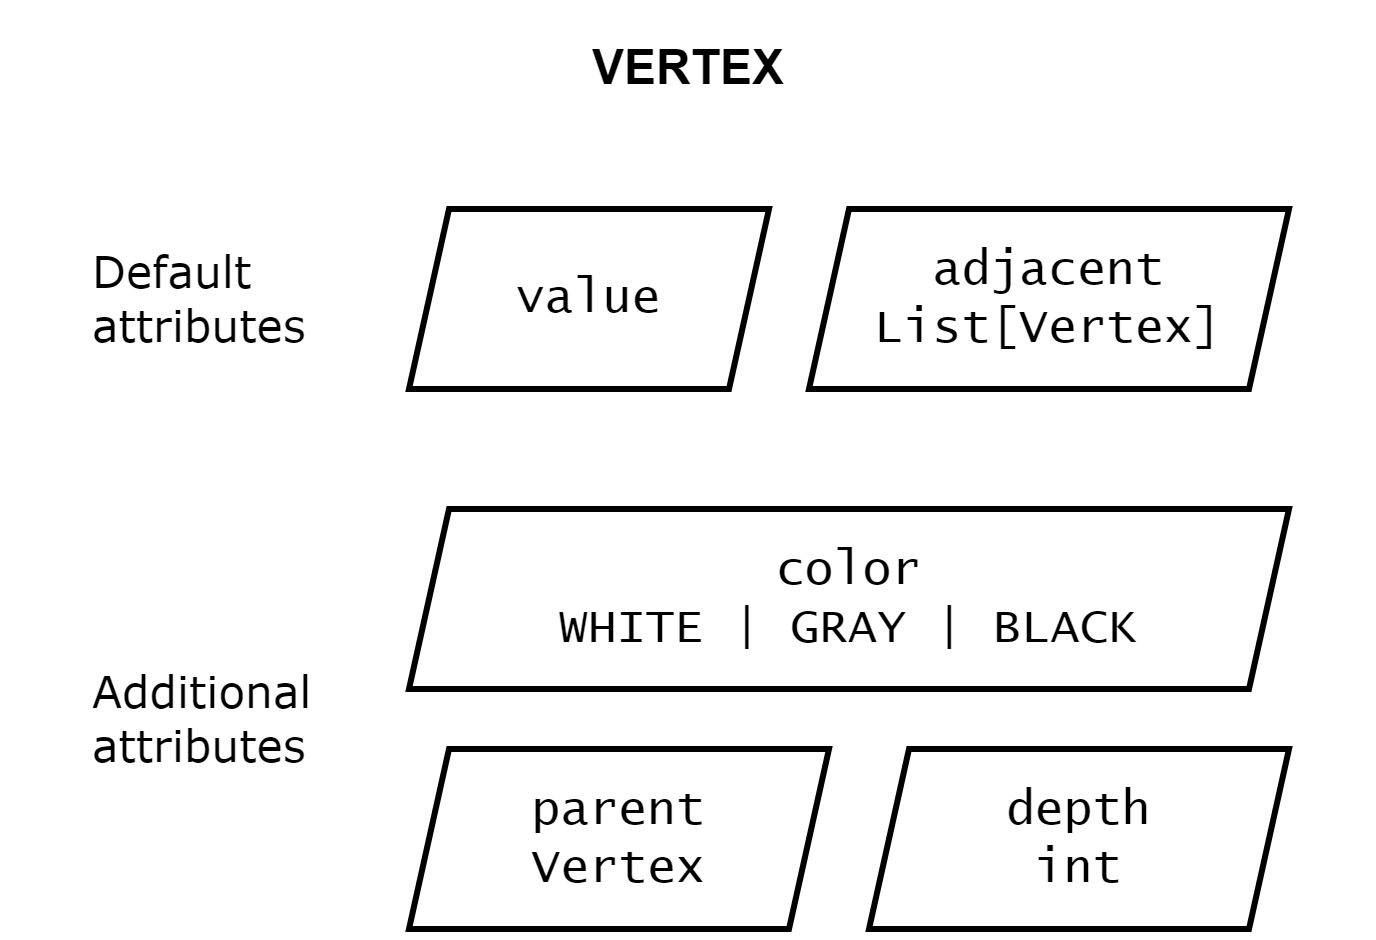 VERTEX
Default
attributes
value
adjacent
List[Vertex]
Additional
attributes
color
WHITE | GRAY | BLACK
parent
Vertex
depth
int